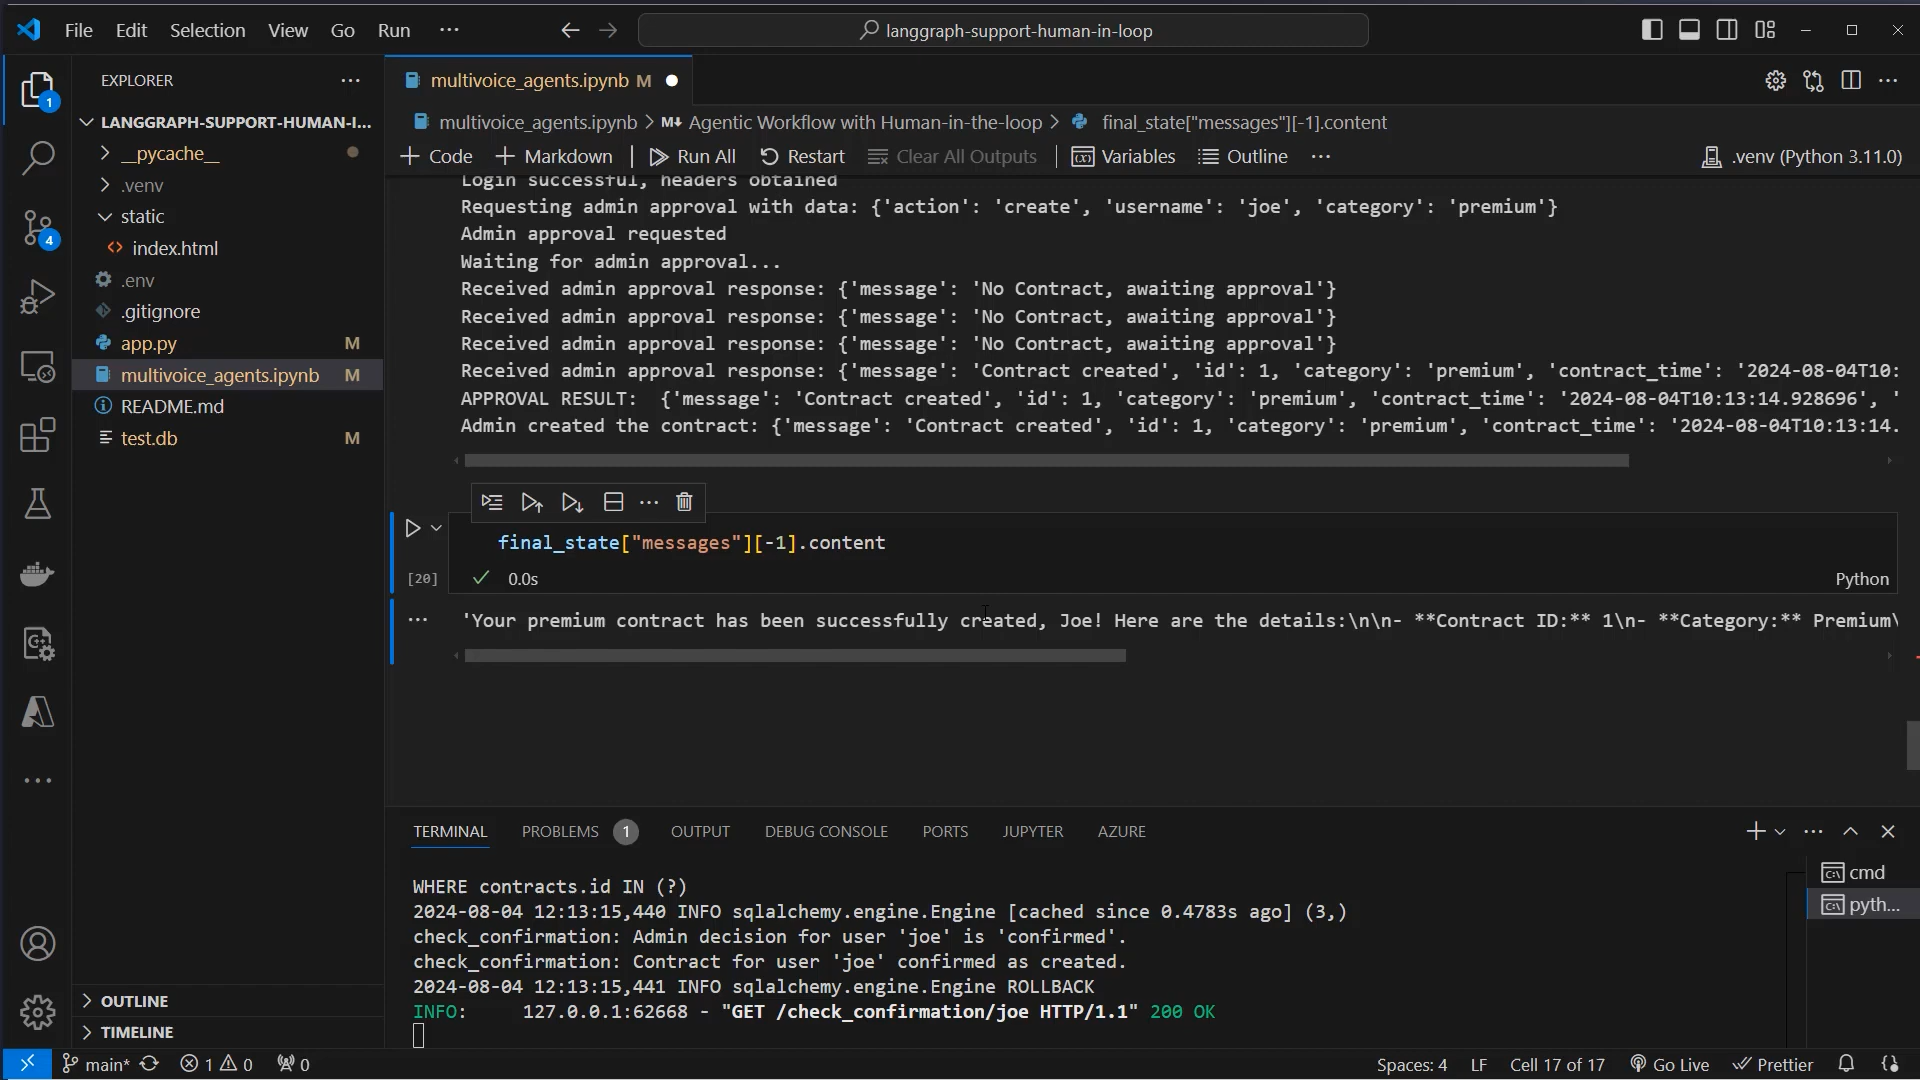 File Edit Selection View Go Run ···
langgraph-support-human-in-loop
EXPLORER
LANGGRAPH-SUPPORT-HUMAN-I...
__pycache__
.venv
static
index.html
.env
.gitignore
app.py M
multivoice_agents.ipynb M
README.md
test.db M
OUTLINE
TIMELINE
1
4
multivoice_agents.ipynb M
multivoice_agents.ipynb > M↓ Agentic Workflow with Human-in-the-loop > final_state["messages"][-1].content
+ Code + Markdown Run All Restart Clear All Outputs Variables Outline ··· .venv (Python 3.11.0)
Login successful, headers obtained
Requesting admin approval with data: {'action': 'create', 'username': 'joe', 'category': 'premium'}
Admin approval requested
Waiting for admin approval...
Received admin approval response: {'message': 'No Contract, awaiting approval'}
Received admin approval response: {'message': 'No Contract, awaiting approval'}
Received admin approval response: {'message': 'No Contract, awaiting approval'}
Received admin approval response: {'message': 'Contract created', 'id': 1, 'category': 'premium', 'contract_time': '2024-08-04T10:
APPROVAL RESULT:  {'message': 'Contract created', 'id': 1, 'category': 'premium', 'contract_time': '2024-08-04T10:13:14.928696', '
Admin created the contract: {'message': 'Contract created', 'id': 1, 'category': 'premium', 'contract_time': '2024-08-04T10:13:14.
final_state["messages"][-1].content
[20] 0.0s Python
'Your premium contract has been successfully created, Joe! Here are the details:\n\n- **Contract ID:** 1\n- **Category:** Premium\
TERMINAL PROBLEMS 1 OUTPUT DEBUG CONSOLE PORTS JUPYTER AZURE
WHERE contracts.id IN (?)
2024-08-04 12:13:15,440 INFO sqlalchemy.engine.Engine [cached since 0.4783s ago] (3,)
check_confirmation: Admin decision for user 'joe' is 'confirmed'.
check_confirmation: Contract for user 'joe' confirmed as created.
2024-08-04 12:13:15,441 INFO sqlalchemy.engine.Engine ROLLBACK
INFO:     127.0.0.1:62668 - "GET /check_confirmation/joe HTTP/1.1" 200 OK
cmd
pyth...
main* 1 0 0 Spaces: 4 LF Cell 17 of 17 Go Live Prettier